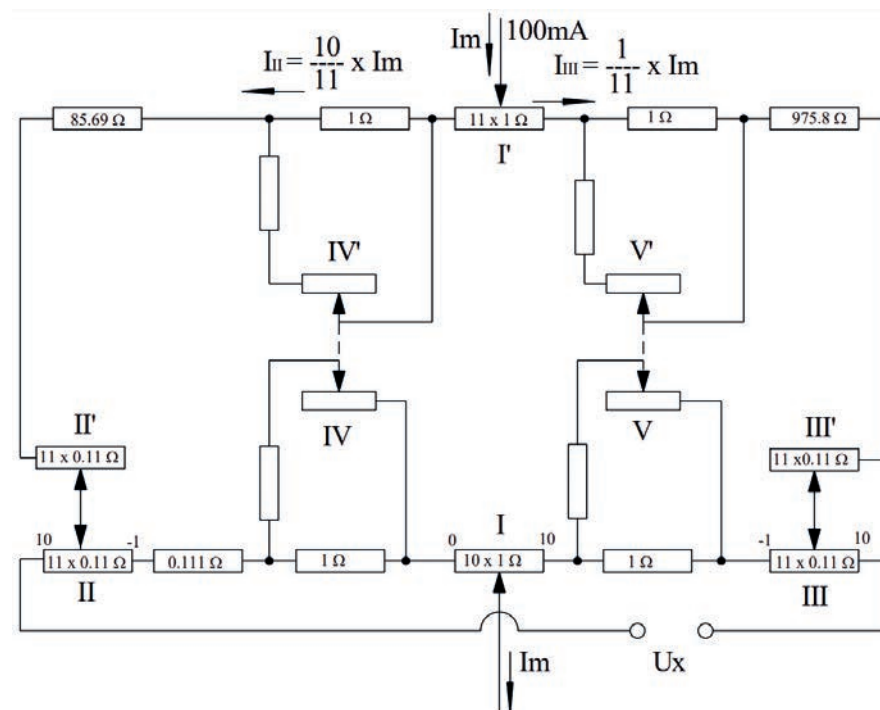 Im 100mA
I_II = 10/11 x Im
I_III = 1/11 x Im
85.69 Ω
1 Ω
11 x 1 Ω
1 Ω
975.8 Ω
I'
IV'
V'
II'
IV
V
III'
11 x 0.11 Ω
11 x0.11 Ω
I
10
-1
0
10
-1
10
11 x 0.11 Ω
0.111 Ω
1 Ω
10 x 1 Ω
1 Ω
11 x 0.11 Ω
II
III
Im
Ux